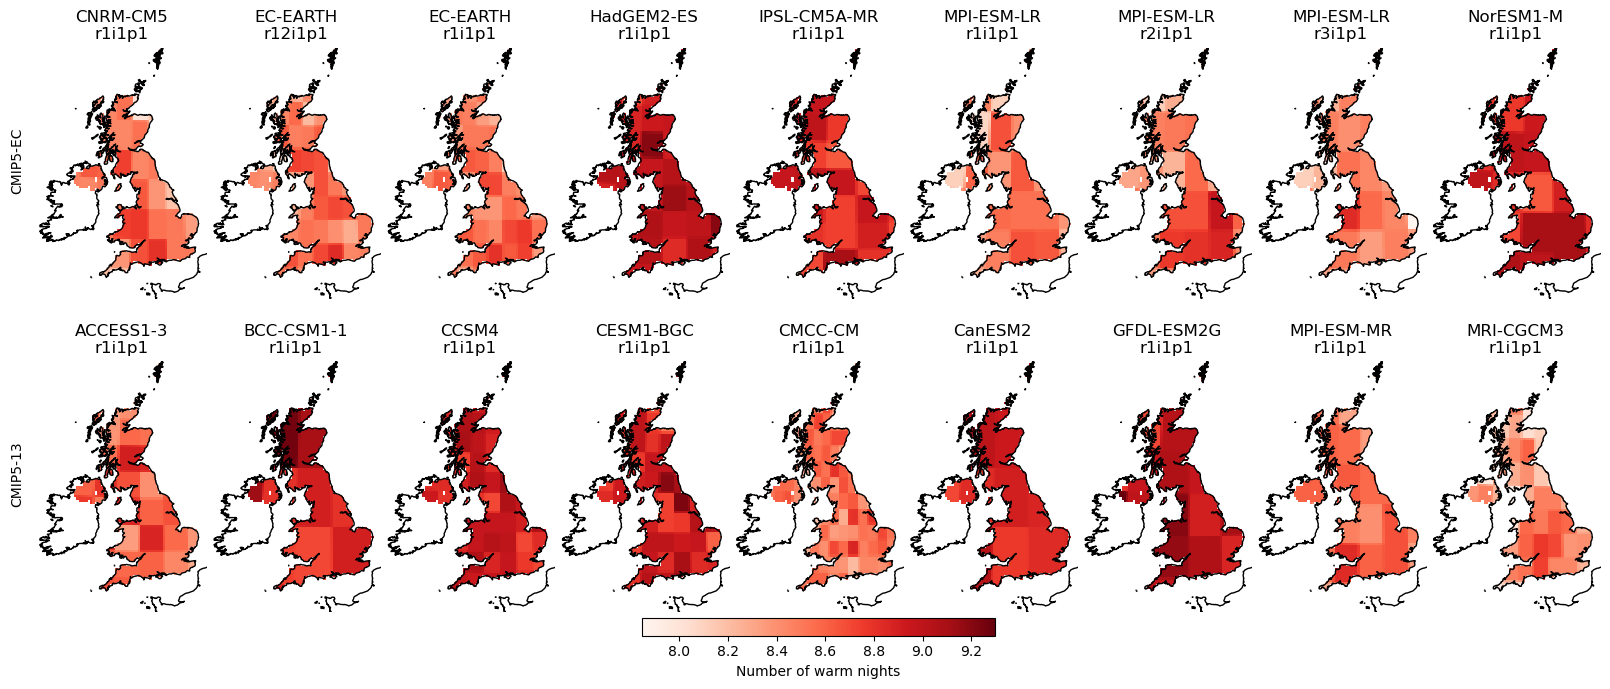 CNRM-CM5
r1i1p1
EC-EARTH
r12i1p1
EC-EARTH
r1i1p1
HadGEM2-ES
r1i1p1
IPSL-CM5A-MR
r1i1p1
MPI-ESM-LR
r1i1p1
MPI-ESM-LR
r2i1p1
MPI-ESM-LR
r3i1p1
NorESM1-M
r1i1p1
CMIP5-EC
ACCESS1-3
r1i1p1
BCC-CSM1-1
r1i1p1
CCSM4
r1i1p1
CESM1-BGC
r1i1p1
CMCC-CM
r1i1p1
CanESM2
r1i1p1
GFDL-ESM2G
r1i1p1
MPI-ESM-MR
r1i1p1
MRI-CGCM3
r1i1p1
CMIP5-13
8.0 8.2 8.4 8.6 8.8 9.0 9.2
Number of warm nights